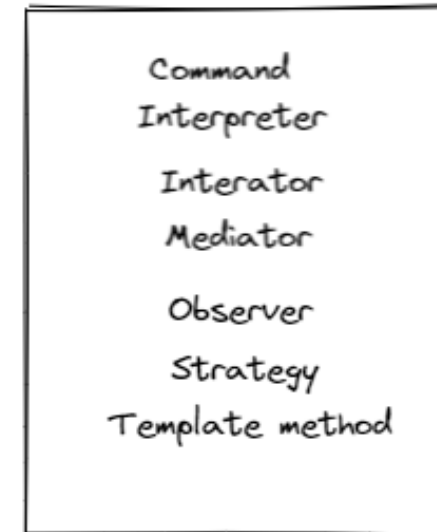 Command
Interpreter
Interator
Mediator
Observer
Strategy
Template method